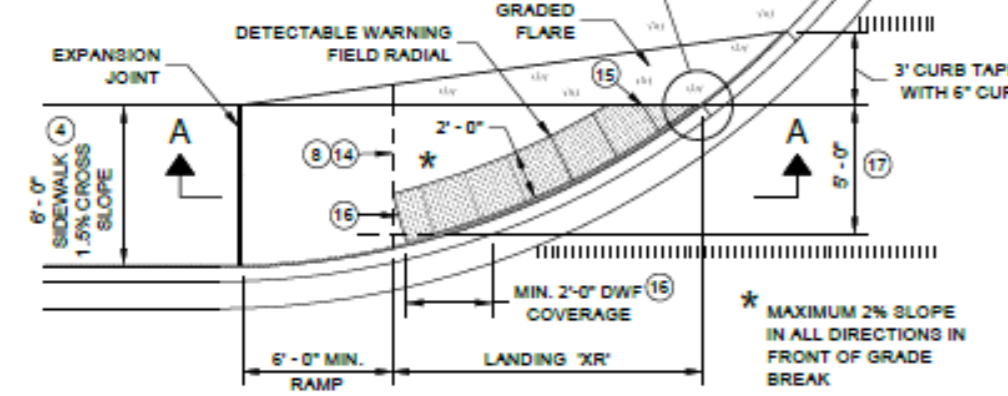 GRADED
FLARE
DETECTABLE WARNING
FIELD RADIAL
EXPANSION
JOINT
15
3' CURB
WITH 6"
4
6' - 0"
SIDEWALK
1.5% CROSS
SLOPE
A
8 14
*
2' - 0"
A
5' - 0"
17
16
MIN. 2'-0" DWF 16
COVERAGE
* MAXIMUM 2% SLOPE
IN ALL DIRECTIONS IN
FRONT OF GRADE
BREAK
6' - 0" MIN.
RAMP
LANDING 'XR'